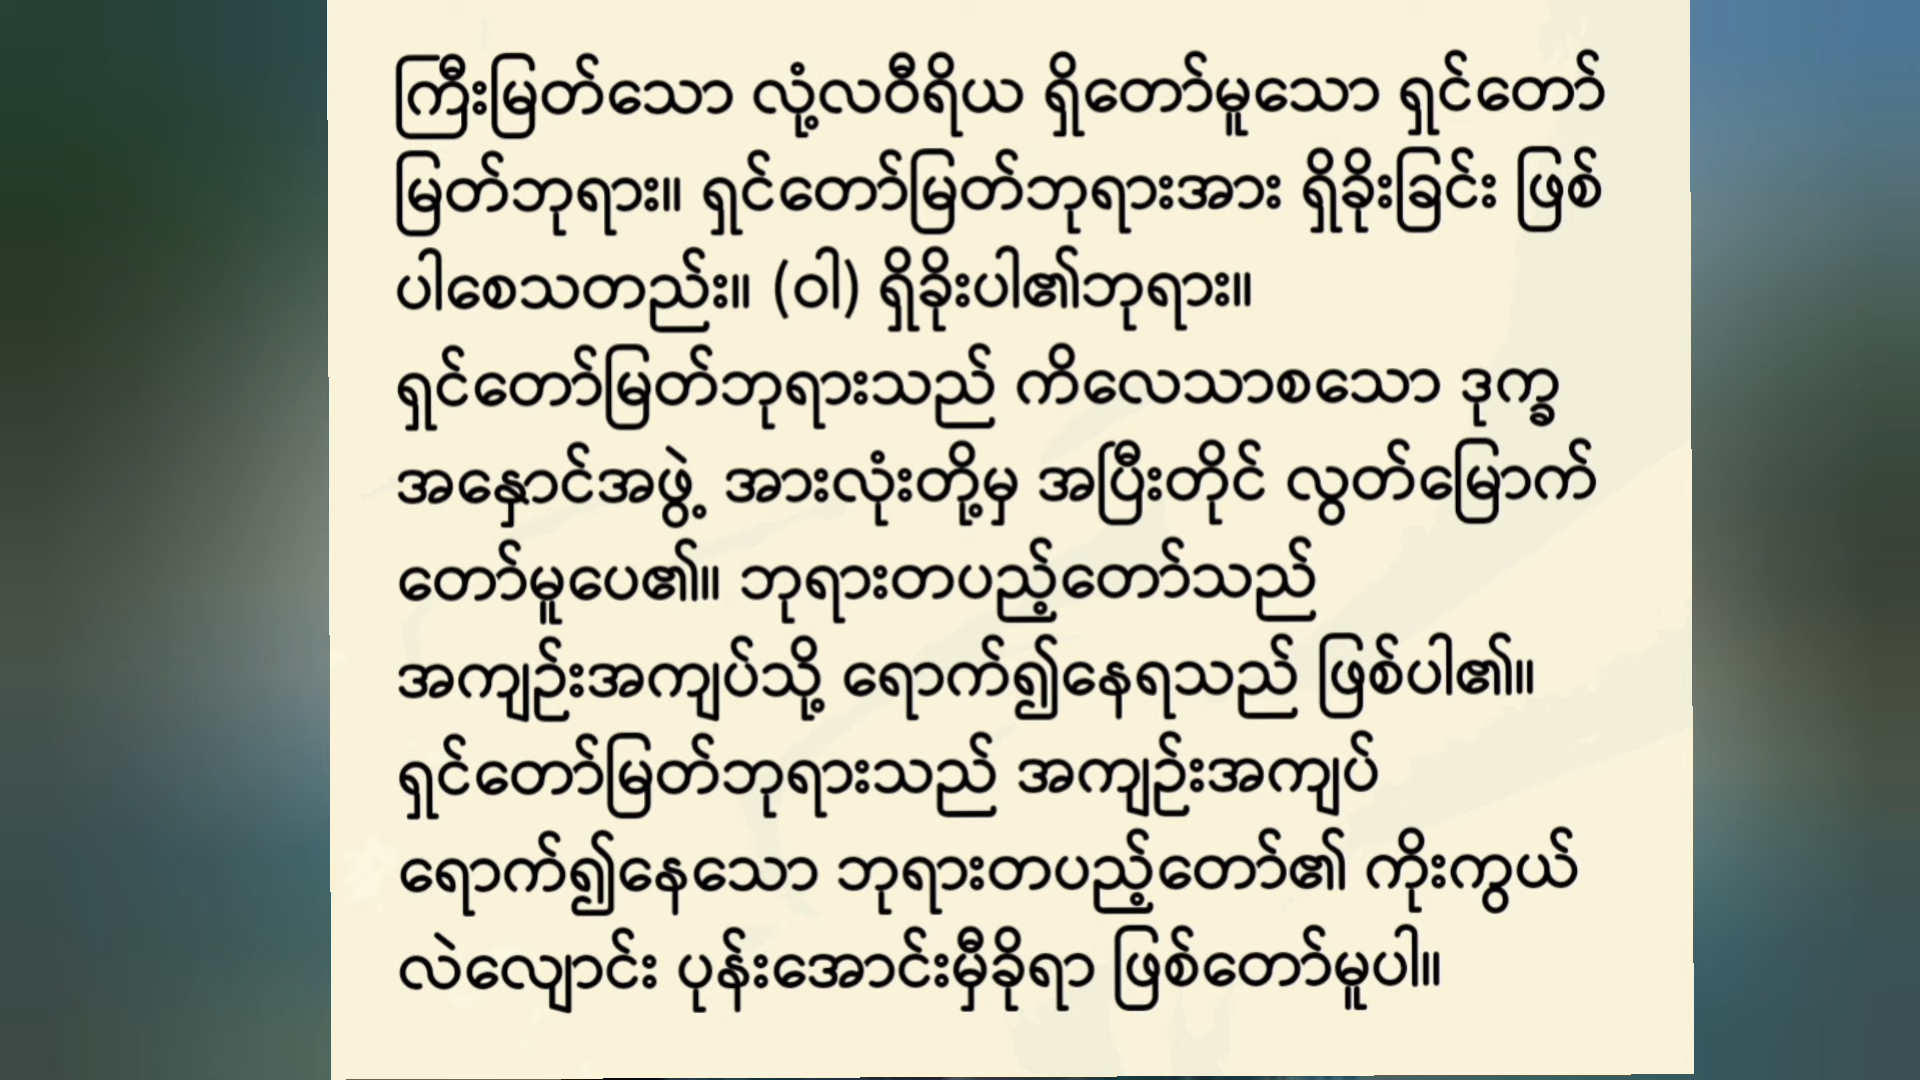 ကြီးမြတ်သော လုံ့လဝီရိယ ရှိတော်မူသော ရှင်တော်
မြတ်ဘုရား။ ရှင်တော်မြတ်ဘုရားအား ရှိခိုးခြင်း ဖြစ်
ပါစေသတည်း။ (ဝါ) ရှိခိုးပါ၏ဘုရား။
ရှင်တော်မြတ်ဘုရားသည် ကိလေသာစသော ဒုက္ခ
အနှောင်အဖွဲ့ အားလုံးတို့မှ အပြီးတိုင် လွတ်မြောက်
တော်မူပေ၏။ ဘုရားတပည့်တော်သည်
အကျဉ်းအကျပ်သို့ ရောက်၍နေရသည် ဖြစ်ပါ၏။
ရှင်တော်မြတ်ဘုရားသည် အကျဉ်းအကျပ်
ရောက်၍နေသော ဘုရားတပည့်တော်၏ ကိုးကွယ်
လဲလျောင်း ပုန်းအောင်းမှီခိုရာ ဖြစ်တော်မူပါ။